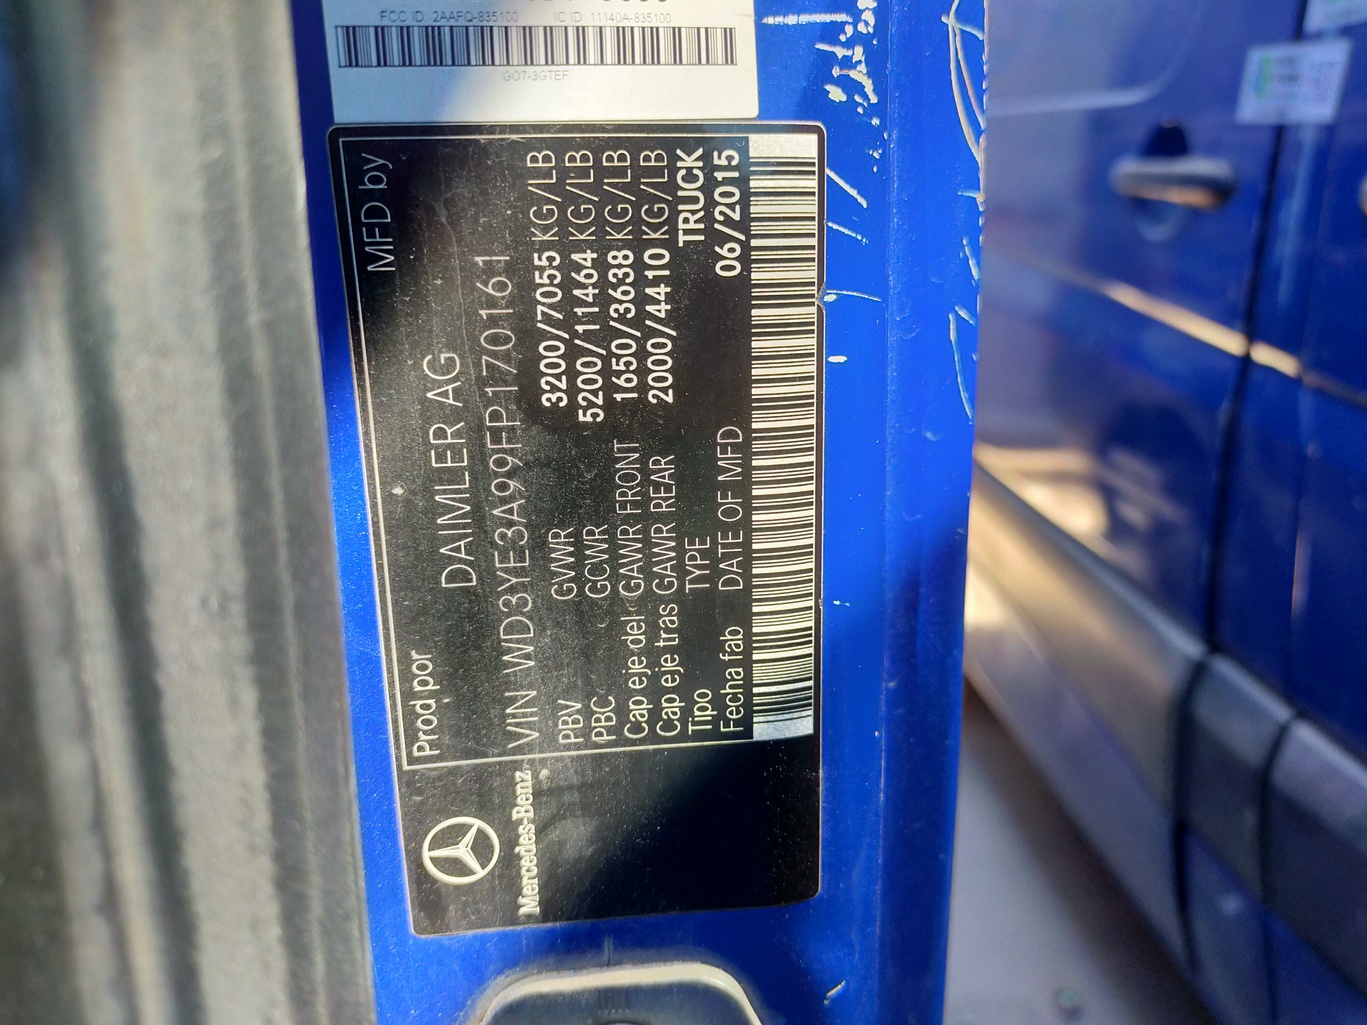 FCC ID 2AAFQ-835100 IC ID 11140A-835100
GO7-3GTEF
Mercedes-Benz
Prod por MFD by
DAIMLER AG
VIN WD3YE3A99FP170161
PBV GVWR 3200/7055 KG/LB
PBC GCWR 5200/11464 KG/LB
Cap eje del GAWR FRONT 1650/3638 KG/LB
Cap eje tras GAWR REAR 2000/4410 KG/LB
Tipo TYPE TRUCK
Fecha fab DATE OF MFD 06/2015